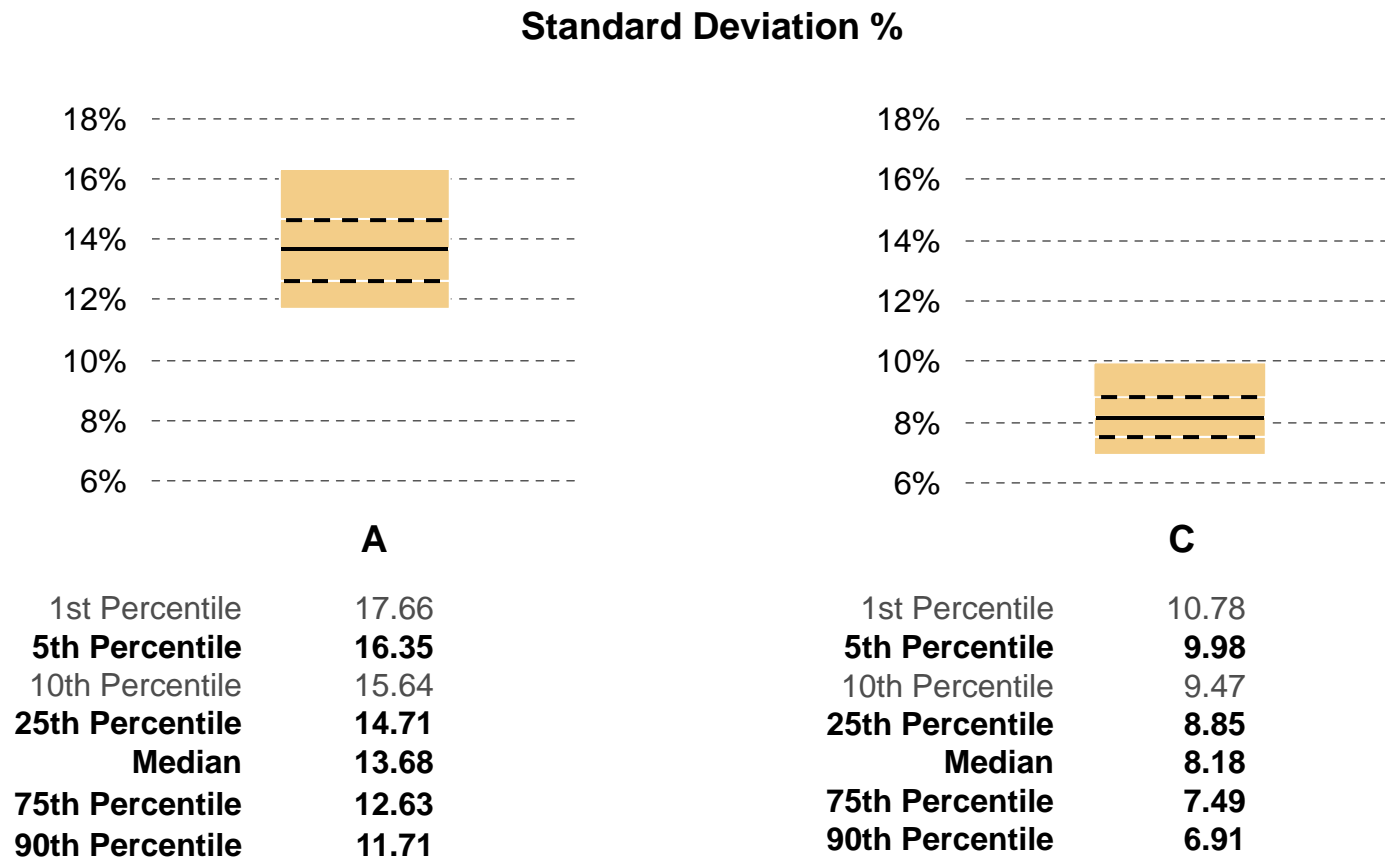 Standard Deviation %
18%
16%
14%
12%
10%
8%
6%
A
1st Percentile 17.66
5th Percentile 16.35
10th Percentile 15.64
25th Percentile 14.71
Median 13.68
75th Percentile 12.63
90th Percentile 11.71
18%
16%
14%
12%
10%
8%
6%
C
1st Percentile 10.78
5th Percentile 9.98
10th Percentile 9.47
25th Percentile 8.85
Median 8.18
75th Percentile 7.49
90th Percentile 6.91